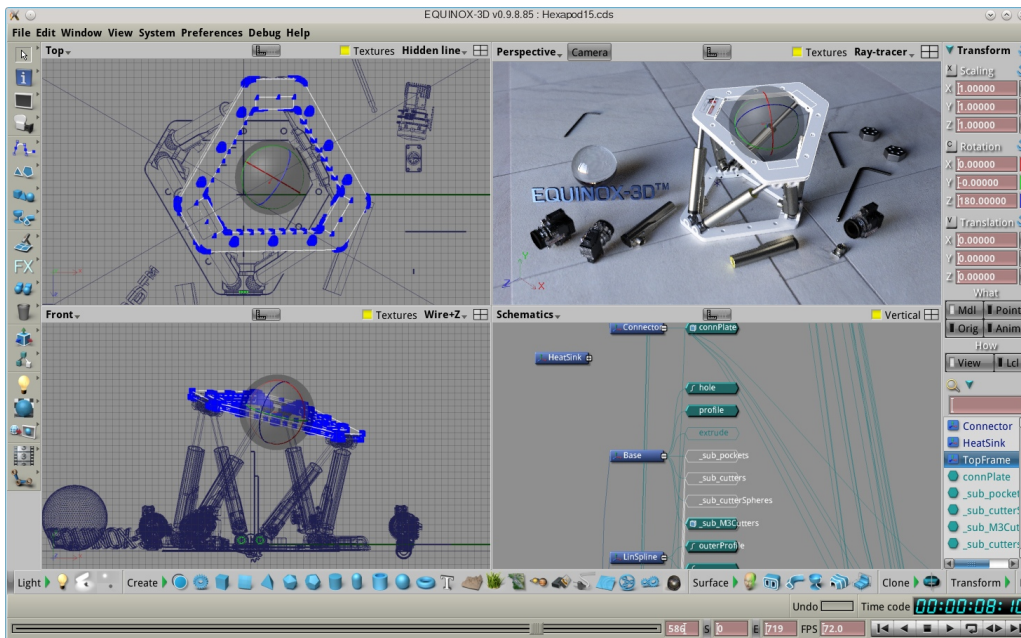 EQUINOX-3D v0.9.8.85 : Hexapod15.cds
File Edit Window View System Preferences Debug Help
Top Textures Hidden line
Perspective Camera Textures Ray-tracer
Transform
Scaling
X 1.00000
Y 1.00000
Z 1.00000
Rotation
X 0.00000
Y -0.00000
Z 180.00000
Translation
X 0.00000
Y 0.00000
Z 0.00000
What
Mdl Point
Orig Anim
How
View Lcl
Connector
HeatSink
TopFrame
connPlate
_sub_pocket
_sub_cutterS
_sub_M3Cut
_sub_cutters
FX
EQUINOX-3D™
Y
Z X
Front Textures Wire+Z
Schematics Vertical
Connector connPlate
HeatSink
hole
profile
extrude
Base _sub_pockets
_sub_cutters
_sub_cutterSpheres
_sub_M3Cutters
outerProfile
LinSpline
Light Create Surface Clone Transform
Undo Time code 00:00:08:10
586 S 0 E 719 FPS 72.0